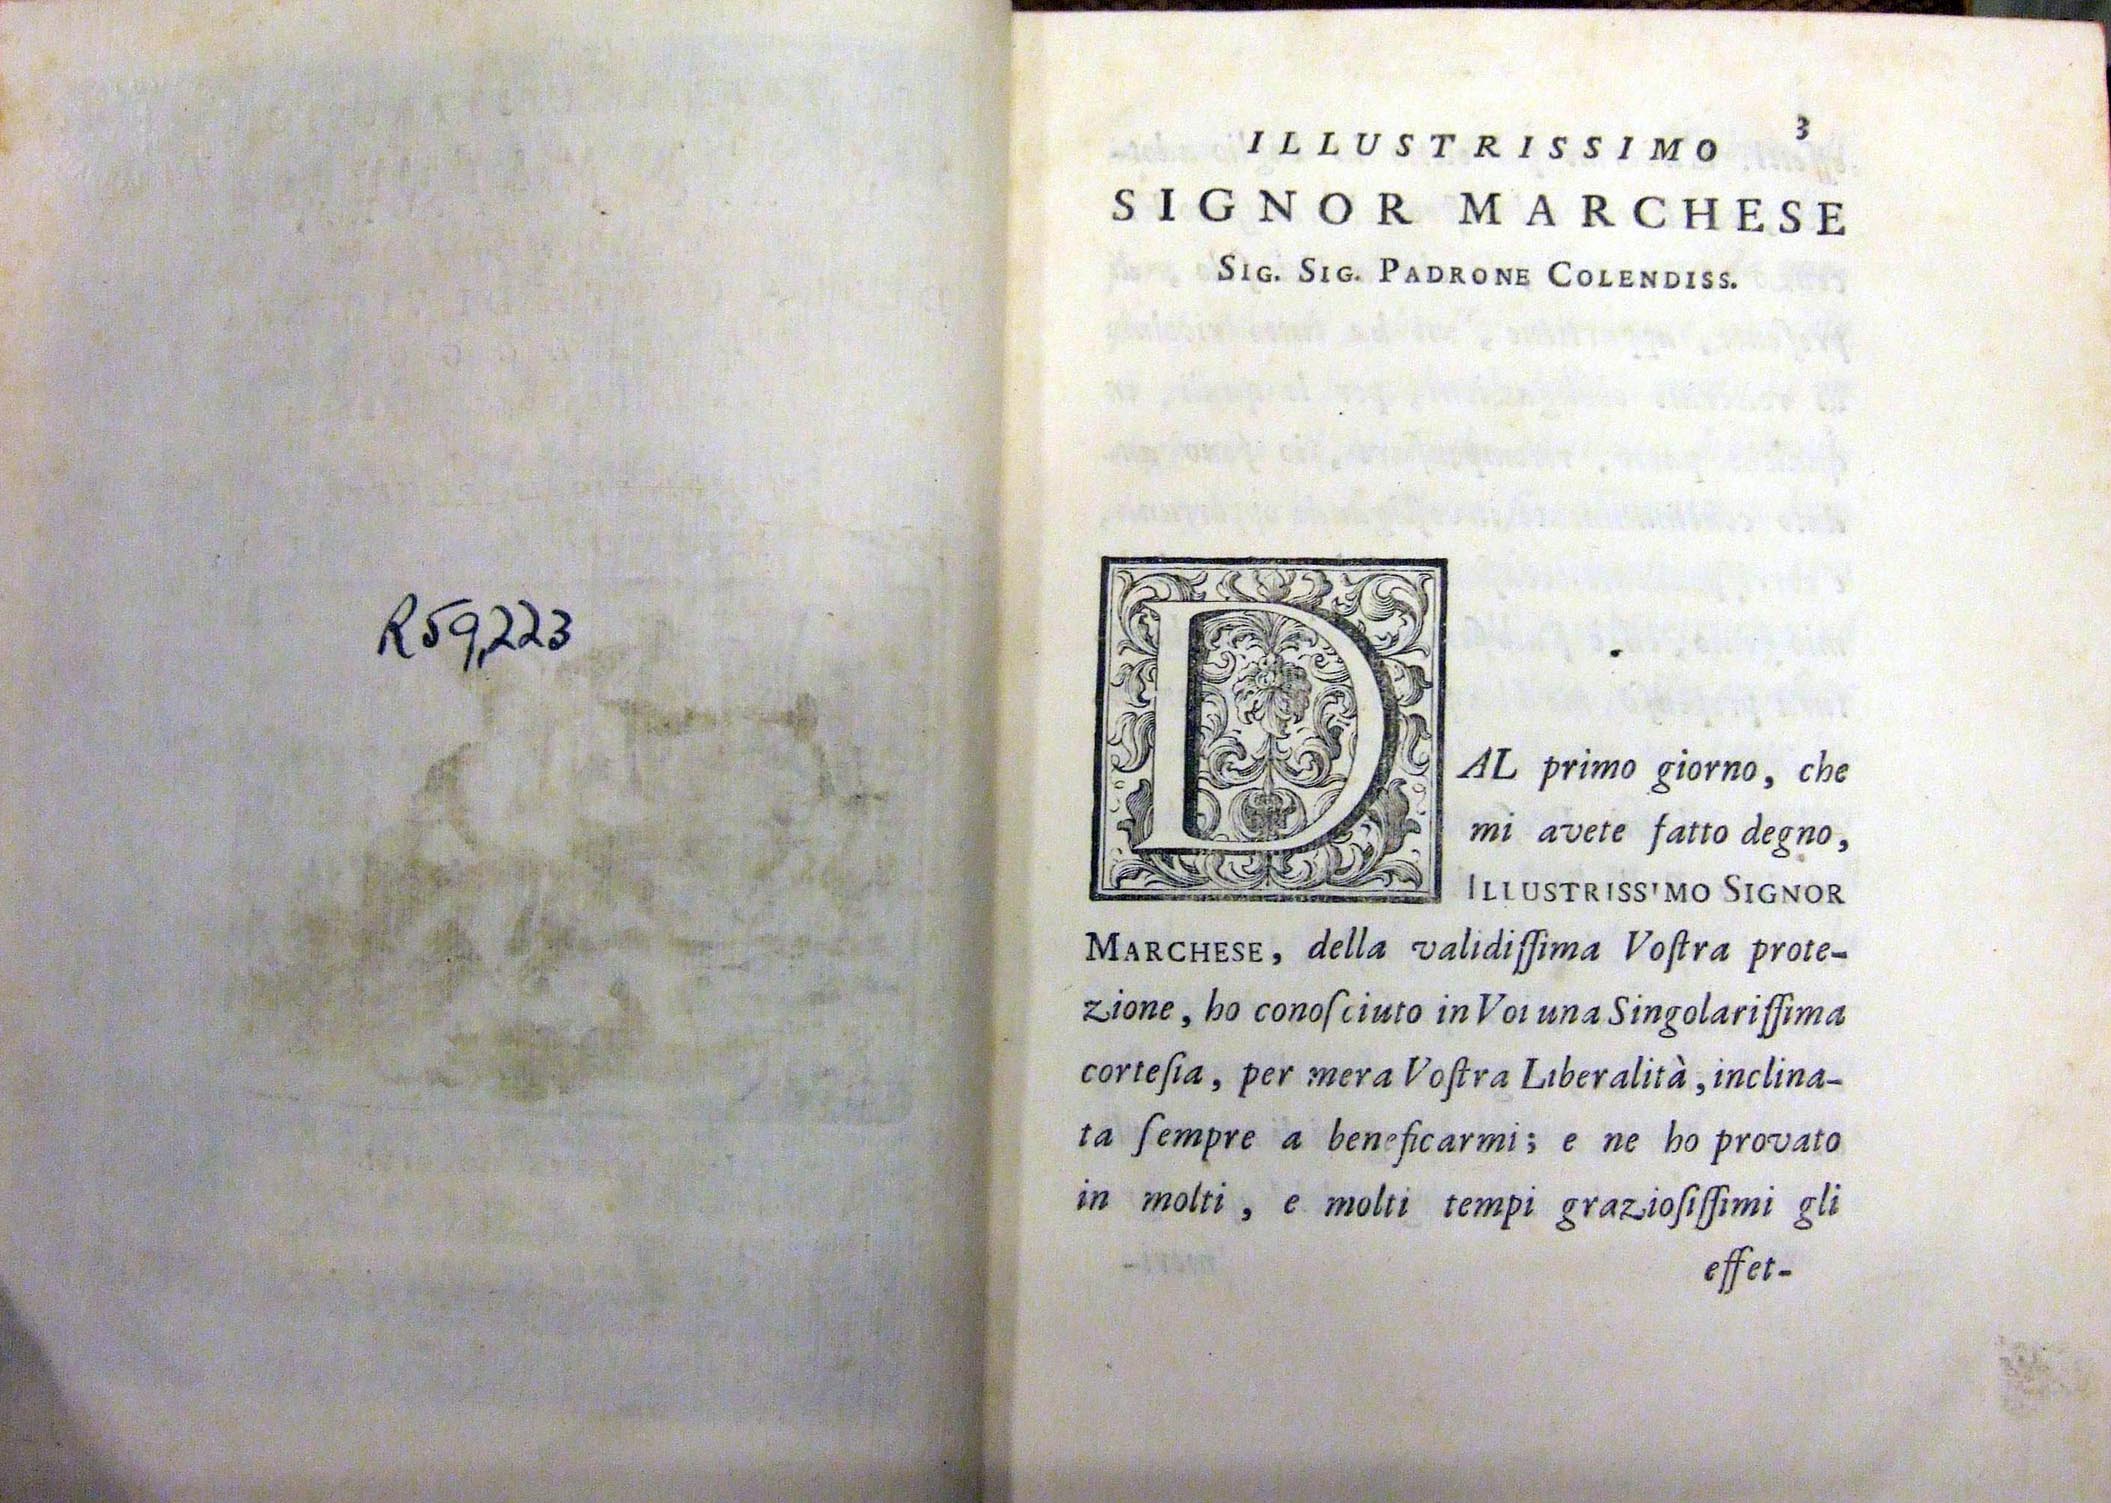 R59,223
3
ILLUSTRISSIMO
SIGNOR MARCHESE
SIG. SIG. PADRONE COLENDISS.
DAL primo giorno, che
mi avete fatto degno,
ILLUSTRISSIMO SIGNOR
MARCHESE, della validiſſima Voſtra prote-
zione, ho conoſciuto in Voi una Singolariſſima
corteſia, per mera Voſtra Liberalità, inclina-
ta ſempre a beneficarmi; e ne ho provato
in molti, e molti tempi grazioſiſſimi gli
effet-